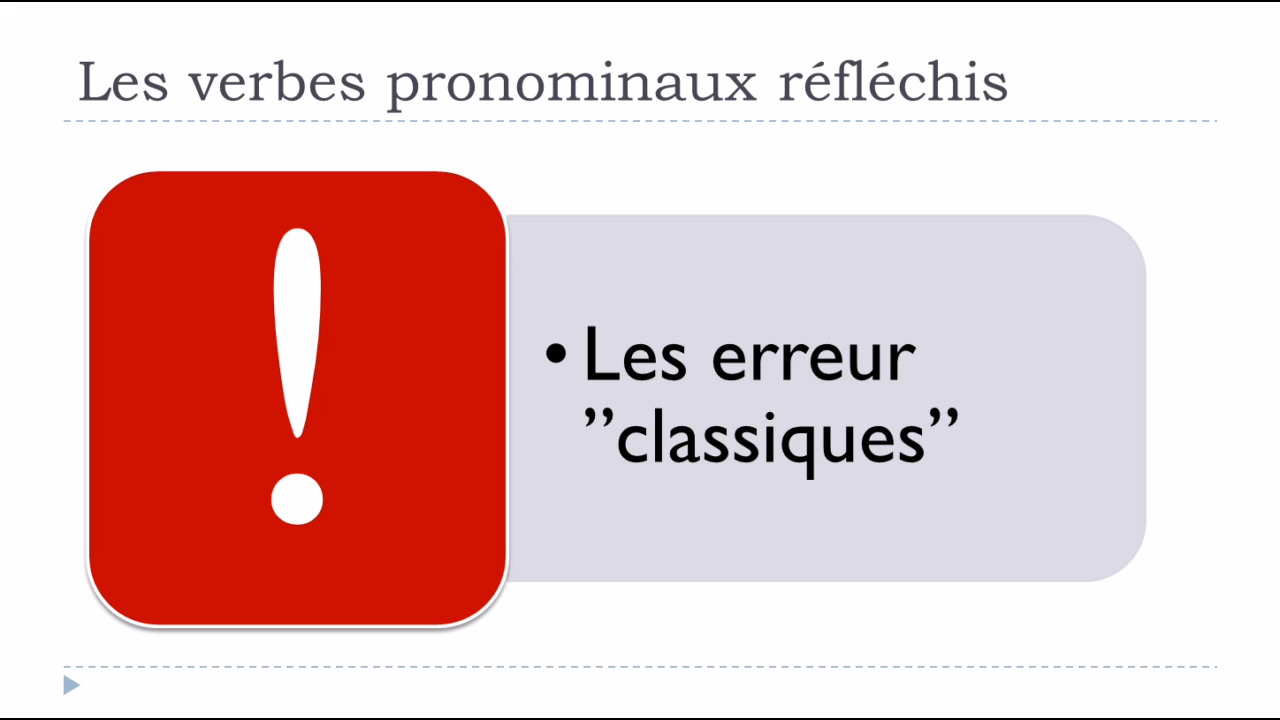 Les verbes pronominaux réfléchis
!
• Les erreur
”classiques”